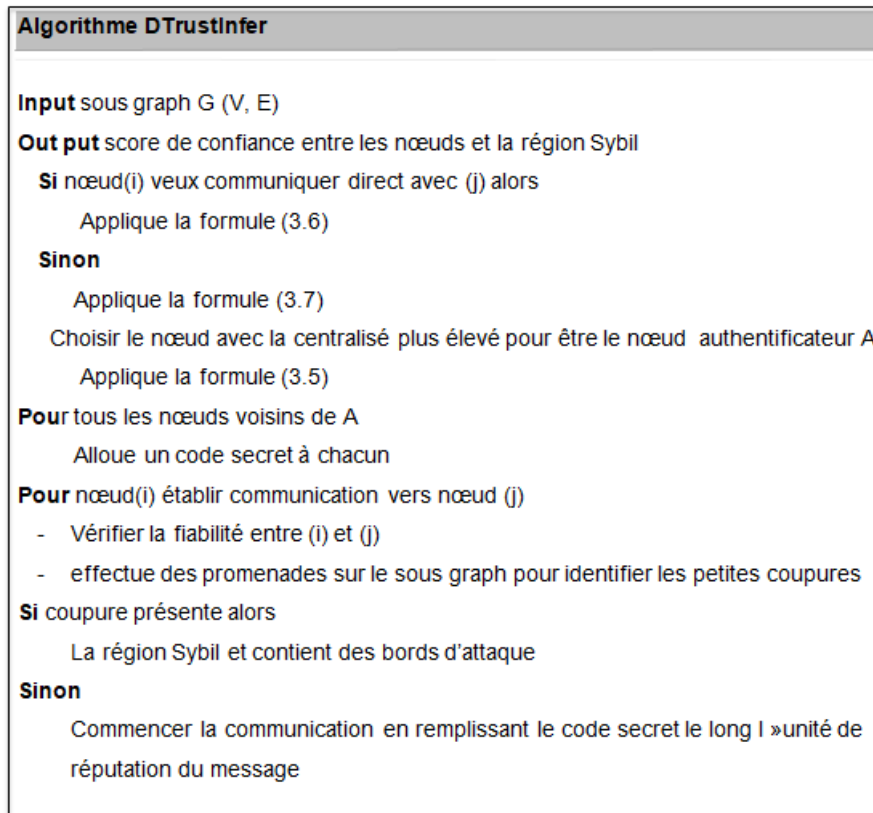 Algorithme DTrustInfer
Input sous graph G (V, E)
Out put score de confiance entre les nœuds et la région Sybil
Si nœud(i) veux communiquer direct avec (j) alors
Applique la formule (3.6)
Sinon
Applique la formule (3.7)
Choisir le nœud avec la centralisé plus élevé pour être le nœud authentificateur A
Applique la formule (3.5)
Pour tous les nœuds voisins de A
Alloue un code secret à chacun
Pour nœud(i) établir communication vers nœud (j)
- Vérifier la fiabilité entre (i) et (j)
- effectue des promenades sur le sous graph pour identifier les petites coupures
Si coupure présente alors
La région Sybil et contient des bords d'attaque
Sinon
Commencer la communication en remplissant le code secret le long l »unité de
réputation du message